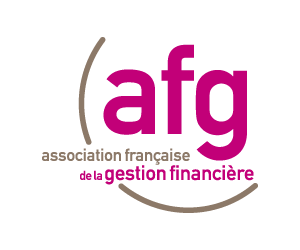 afg
association française
de la gestion financière